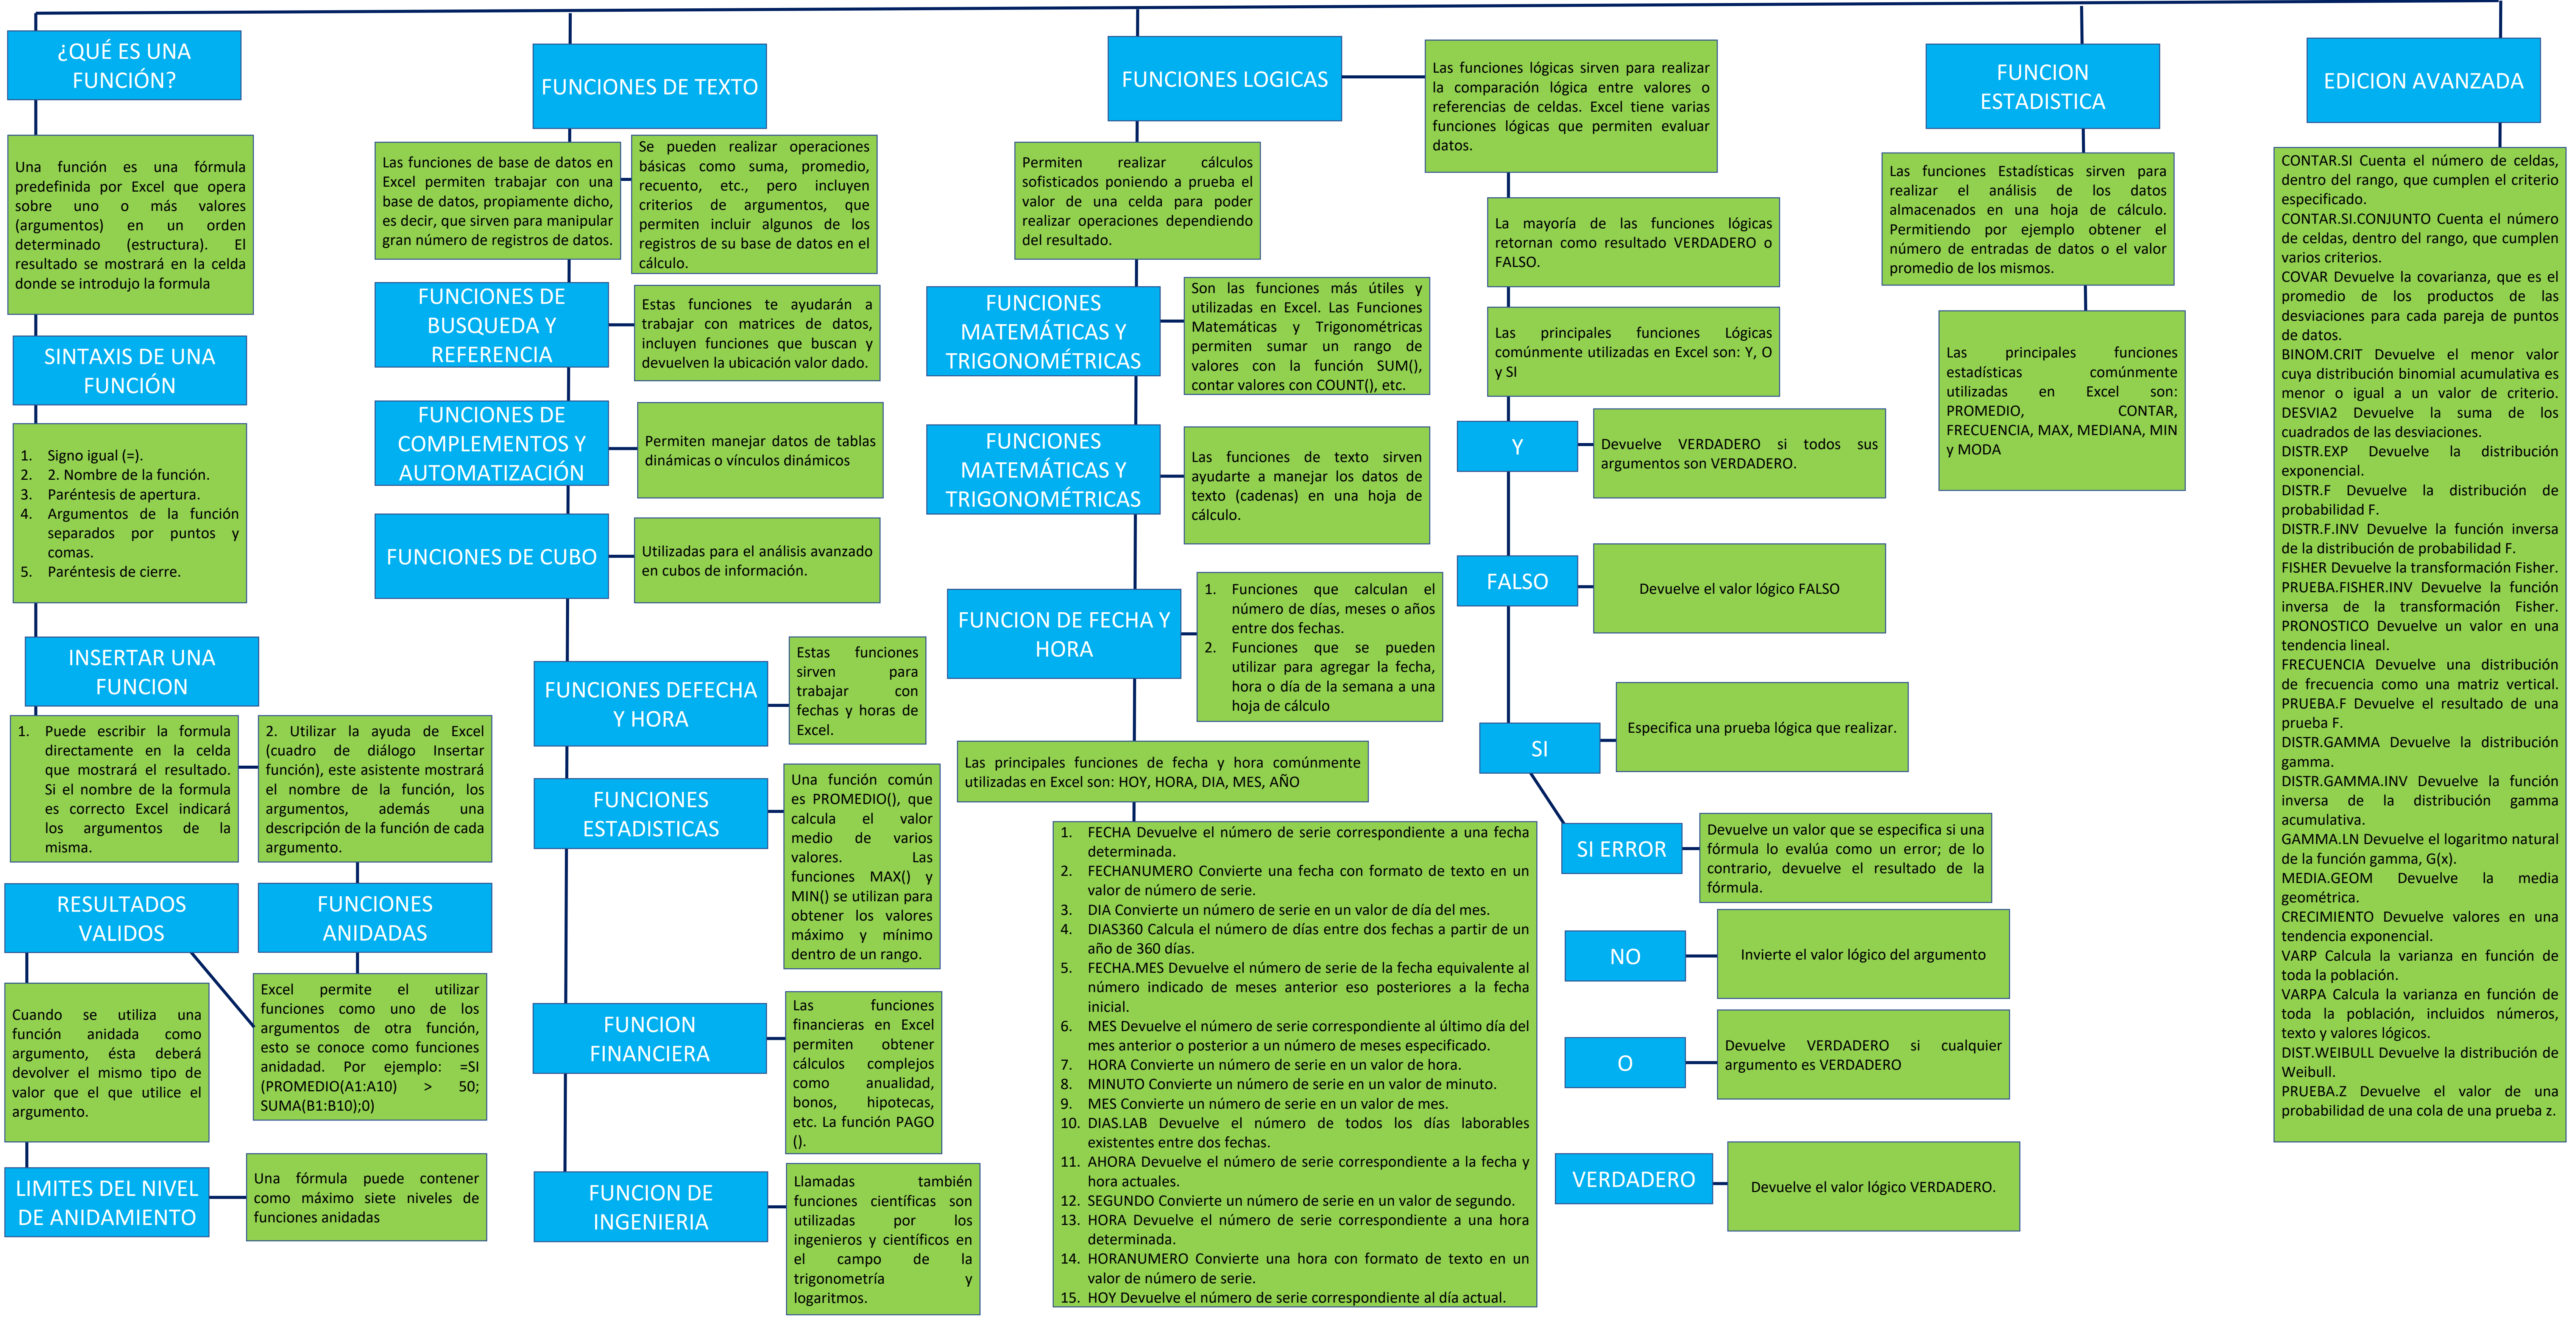 ¿QUÉ ES UNA
FUNCIÓN?
Una función es una fórmula
predefinida por Excel que opera
sobre uno o más valores
(argumentos) en un orden
determinado (estructura). El
resultado se mostrará en la celda
donde se introdujo la formula
SINTAXIS DE UNA
FUNCIÓN
1. Signo igual (=).
2. 2. Nombre de la función.
3. Paréntesis de apertura.
4. Argumentos de la función
separados por puntos y
comas.
5. Paréntesis de cierre.
INSERTAR UNA
FUNCION
1. Puede escribir la formula
directamente en la celda
que mostrará el resultado.
Si el nombre de la formula
es correcto Excel indicará
los argumentos de la
misma.
2. Utilizar la ayuda de Excel
(cuadro de diálogo Insertar
función), este asistente mostrará
el nombre de la función, los
argumentos, además una
descripción de la función de cada
argumento.
RESULTADOS
VALIDOS
FUNCIONES
ANIDADAS
Cuando se utiliza una
función anidada como
argumento, ésta deberá
devolver el mismo tipo de
valor que el que utilice el
argumento.
Excel permite el utilizar
funciones como uno de los
argumentos de otra función,
esto se conoce como funciones
anidadad. Por ejemplo: =SI
(PROMEDIO(A1:A10) > 50;
SUMA(B1:B10);0)
LIMITES DEL NIVEL
DE ANIDAMIENTO
Una fórmula puede contener
como máximo siete niveles de
funciones anidadas
FUNCIONES DE TEXTO
Las funciones de base de datos en
Excel permiten trabajar con una
base de datos, propiamente dicho,
es decir, que sirven para manipular
gran número de registros de datos.
Se pueden realizar operaciones
básicas como suma, promedio,
recuento, etc., pero incluyen
criterios de argumentos, que
permiten incluir algunos de los
registros de su base de datos en el
cálculo.
FUNCIONES DE
BUSQUEDA Y
REFERENCIA
Estas funciones te ayudarán a
trabajar con matrices de datos,
incluyen funciones que buscan y
devuelven la ubicación valor dado.
FUNCIONES DE
COMPLEMENTOS Y
AUTOMATIZACIÓN
Permiten manejar datos de tablas
dinámicas o vínculos dinámicos
FUNCIONES DE CUBO
Utilizadas para el análisis avanzado
en cubos de información.
FUNCIONES DEFECHA
Y HORA
Estas funciones
sirven para
trabajar con
fechas y horas de
Excel.
FUNCIONES
ESTADISTICAS
Una función común
es PROMEDIO(), que
calcula el valor
medio de varios
valores. Las
funciones MAX() y
MIN() se utilizan para
obtener los valores
máximo y mínimo
dentro de un rango.
FUNCION
FINANCIERA
Las funciones
financieras en Excel
permiten obtener
cálculos complejos
como anualidad,
bonos, hipotecas,
etc. La función PAGO
().
FUNCION DE
INGENIERIA
Llamadas también
funciones científicas son
utilizadas por los
ingenieros y científicos en
el campo de la
trigonometría y
logaritmos.
FUNCIONES LOGICAS
Las funciones lógicas sirven para realizar
la comparación lógica entre valores o
referencias de celdas. Excel tiene varias
funciones lógicas que permiten evaluar
datos.
Permiten realizar cálculos
sofisticados poniendo a prueba el
valor de una celda para poder
realizar operaciones dependiendo
del resultado.
FUNCIONES
MATEMÁTICAS Y
TRIGONOMÉTRICAS
Son las funciones más útiles y
utilizadas en Excel. Las Funciones
Matemáticas y Trigonométricas
permiten sumar un rango de
valores con la función SUM(),
contar valores con COUNT(), etc.
FUNCIONES
MATEMÁTICAS Y
TRIGONOMÉTRICAS
Las funciones de texto sirven
ayudarte a manejar los datos de
texto (cadenas) en una hoja de
cálculo.
FUNCION DE FECHA Y
HORA
1. Funciones que calculan el
número de días, meses o años
entre dos fechas.
2. Funciones que se pueden
utilizar para agregar la fecha,
hora o día de la semana a una
hoja de cálculo
Las principales funciones de fecha y hora comúnmente
utilizadas en Excel son: HOY, HORA, DIA, MES, AÑO
1. FECHA Devuelve el número de serie correspondiente a una fecha
determinada.
2. FECHANUMERO Convierte una fecha con formato de texto en un
valor de número de serie.
3. DIA Convierte un número de serie en un valor de día del mes.
4. DIAS360 Calcula el número de días entre dos fechas a partir de un
año de 360 días.
5. FECHA.MES Devuelve el número de serie de la fecha equivalente al
número indicado de meses anterior eso posteriores a la fecha
inicial.
6. MES Devuelve el número de serie correspondiente al último día del
mes anterior o posterior a un número de meses especificado.
7. HORA Convierte un número de serie en un valor de hora.
8. MINUTO Convierte un número de serie en un valor de minuto.
9. MES Convierte un número de serie en un valor de mes.
10. DIAS.LAB Devuelve el número de todos los días laborables
existentes entre dos fechas.
11. AHORA Devuelve el número de serie correspondiente a la fecha y
hora actuales.
12. SEGUNDO Convierte un número de serie en un valor de segundo.
13. HORA Devuelve el número de serie correspondiente a una hora
determinada.
14. HORANUMERO Convierte una hora con formato de texto en un
valor de número de serie.
15. HOY Devuelve el número de serie correspondiente al día actual.
La mayoría de las funciones lógicas
retornan como resultado VERDADERO o
FALSO.
Las principales funciones Lógicas
comúnmente utilizadas en Excel son: Y, O
y SI
Y
Devuelve VERDADERO si todos sus
argumentos son VERDADERO.
FALSO
Devuelve el valor lógico FALSO
SI
Especifica una prueba lógica que realizar.
SI ERROR
Devuelve un valor que se especifica si una
fórmula lo evalúa como un error; de lo
contrario, devuelve el resultado de la
fórmula.
NO
Invierte el valor lógico del argumento
O
Devuelve VERDADERO si cualquier
argumento es VERDADERO
VERDADERO
Devuelve el valor lógico VERDADERO.
FUNCION
ESTADISTICA
Las funciones Estadísticas sirven para
realizar el análisis de los datos
almacenados en una hoja de cálculo.
Permitiendo por ejemplo obtener el
número de entradas de datos o el valor
promedio de los mismos.
Las principales funciones
estadísticas comúnmente
utilizadas en Excel son:
PROMEDIO, CONTAR,
FRECUENCIA, MAX, MEDIANA, MIN
y MODA
EDICION AVANZADA
CONTAR.SI Cuenta el número de celdas,
dentro del rango, que cumplen el criterio
especificado.
CONTAR.SI.CONJUNTO Cuenta el número
de celdas, dentro del rango, que cumplen
varios criterios.
COVAR Devuelve la covarianza, que es el
promedio de los productos de las
desviaciones para cada pareja de puntos
de datos.
BINOM.CRIT Devuelve el menor valor
cuya distribución binomial acumulativa es
menor o igual a un valor de criterio.
DESVIA2 Devuelve la suma de los
cuadrados de las desviaciones.
DISTR.EXP Devuelve la distribución
exponencial.
DISTR.F Devuelve la distribución de
probabilidad F.
DISTR.F.INV Devuelve la función inversa
de la distribución de probabilidad F.
FISHER Devuelve la transformación Fisher.
PRUEBA.FISHER.INV Devuelve la función
inversa de la transformación Fisher.
PRONOSTICO Devuelve un valor en una
tendencia lineal.
FRECUENCIA Devuelve una distribución
de frecuencia como una matriz vertical.
PRUEBA.F Devuelve el resultado de una
prueba F.
DISTR.GAMMA Devuelve la distribución
gamma.
DISTR.GAMMA.INV Devuelve la función
inversa de la distribución gamma
acumulativa.
GAMMA.LN Devuelve el logaritmo natural
de la función gamma, G(x).
MEDIA.GEOM Devuelve la media
geométrica.
CRECIMIENTO Devuelve valores en una
tendencia exponencial.
VARP Calcula la varianza en función de
toda la población.
VARPA Calcula la varianza en función de
toda la población, incluidos números,
texto y valores lógicos.
DIST.WEIBULL Devuelve la distribución de
Weibull.
PRUEBA.Z Devuelve el valor de una
probabilidad de una cola de una prueba z.